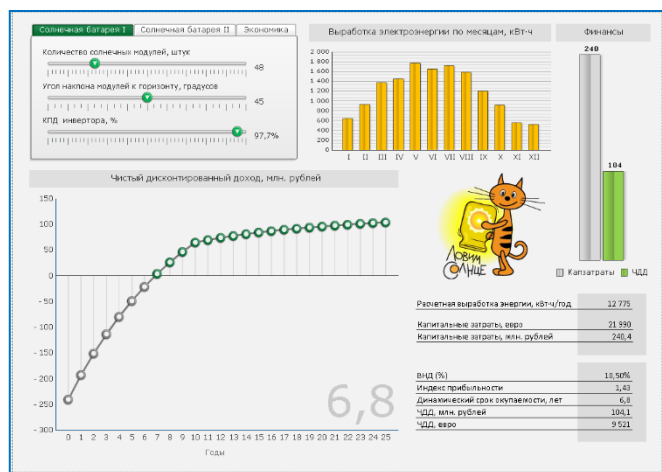 Солнечная батарея I
Солнечная батарея II
Экономика
Количество солнечных модулей, штук
48
Угол наклона модулей к горизонту, градусов
45
КПД инвертора, %
97,7%
Выработка электроэнергии по месяцам, кВт-ч
2 000
1 800
1 600
1 400
1 200
1 000
800
600
400
200
0
I II III IV V VI VII VIII IX X XI XII
Финансы
240
104
Капзатраты ЧДД
Чистый дисконтированный доход, млн. рублей
150
100
50
0
- 50
- 100
- 150
- 200
- 250
- 300
0 1 2 3 4 5 6 7 8 9 10 11 12 13 14 15 16 17 18 19 20 21 22 23 24 25
Годы
6,8
ЛОВИМ
СОЛНЦЕ
Расчетная выработка энергии, кВт-ч/год 12 775
Капитальные затраты, евро 21 990
Капитальные затраты, млн. рублей 240,4
ВНД (%) 18,50%
Индекс прибыльности 1,43
Динамический срок окупаемости, лет 6,8
ЧДД, млн. рублей 104,1
ЧДД, евро 9 521